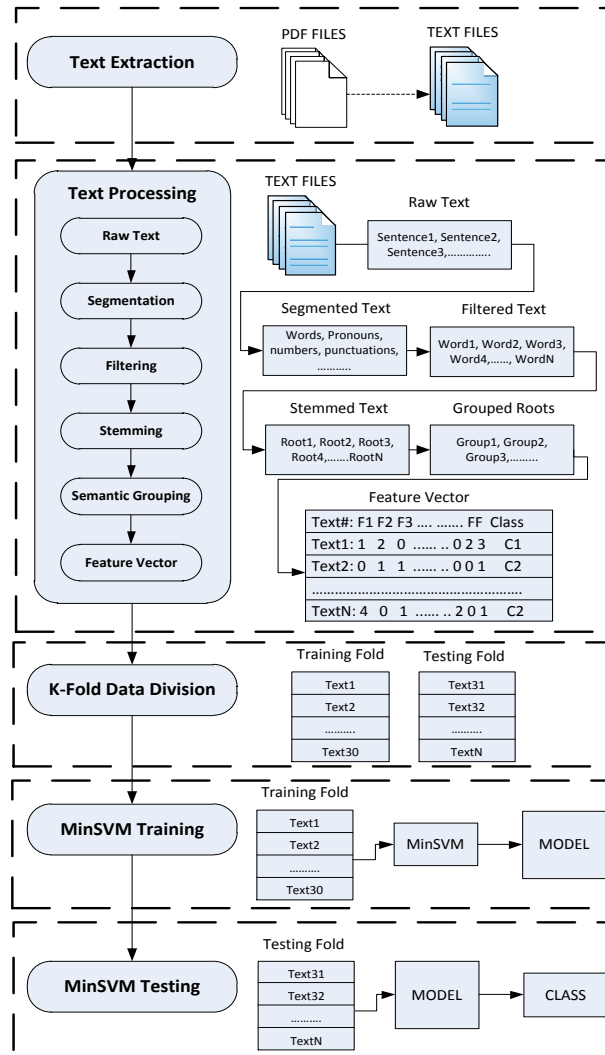 Text Extraction
PDF FILES
TEXT FILES
Text Processing
Raw Text
Segmentation
Filtering
Stemming
Semantic Grouping
Feature Vector
TEXT FILES
Raw Text
Sentence1, Sentence2,
Sentence3,…………..
Segmented Text
Words, Pronouns,
numbers, punctuations,
………..
Filtered Text
Word1, Word2, Word3,
Word4,....., WordN
Stemmed Text
Root1, Root2, Root3,
Root4,.......RootN
Grouped Roots
Group1, Group2,
Group3,........
Feature Vector
Text#: F1 F2 F3 .... ....... FF Class
Text1: 1 2 0 ...... .. 0 2 3 C1
Text2: 0 1 1 ...... .. 0 0 1 C2
……………………………………………
TextN: 4 0 1 ...... .. 2 0 1 C2
K-Fold Data Division
Training Fold
Text1
Text2
……….
Text30
Testing Fold
Text31
Text32
……….
TextN
MinSVM Training
Training Fold
Text1
Text2
……….
Text30
MinSVM
MODEL
MinSVM Testing
Testing Fold
Text31
Text32
……….
TextN
MODEL
CLASS